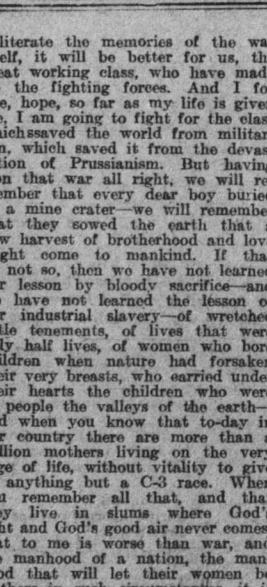 literate the memories of the wa
elf, it will be better for us, th
eat working class, who have mad
the fighting forces. And I fo
e, hope, so far as my life is give
e, I am going to fight for the clas
hichssaved the world from militar
n, which saved it from the devas
tion of Prussianism. But havin
on that war all right, we will re
ember that every dear boy burie
a mine crater—we will remembe
at they sowed the earth that a
ew harvest of brotherhood and lov
ight come to mankind. If tha
not so, then we have not learne
r lesson by bloody sacrifice—an
have not learned the lesson o
r industrial slavery—of wretche
tle tenements, of lives that wer
ly half lives, of women who bor
ildren when nature had forsake
eir very breasts, who carried unde
eir hearts the children who wer
people the valleys of the earth—
d when you know that to-day i
r country there are more than
llion mothers living on the ver
ge of life, without vitality to giv
anything but a C-3 race. Whe
u remember all that, and tha
ey live in slums where God'
ht and God's good air never comes
at to me is worse than war, an
manhood of a nation, the man
od that will let their women b